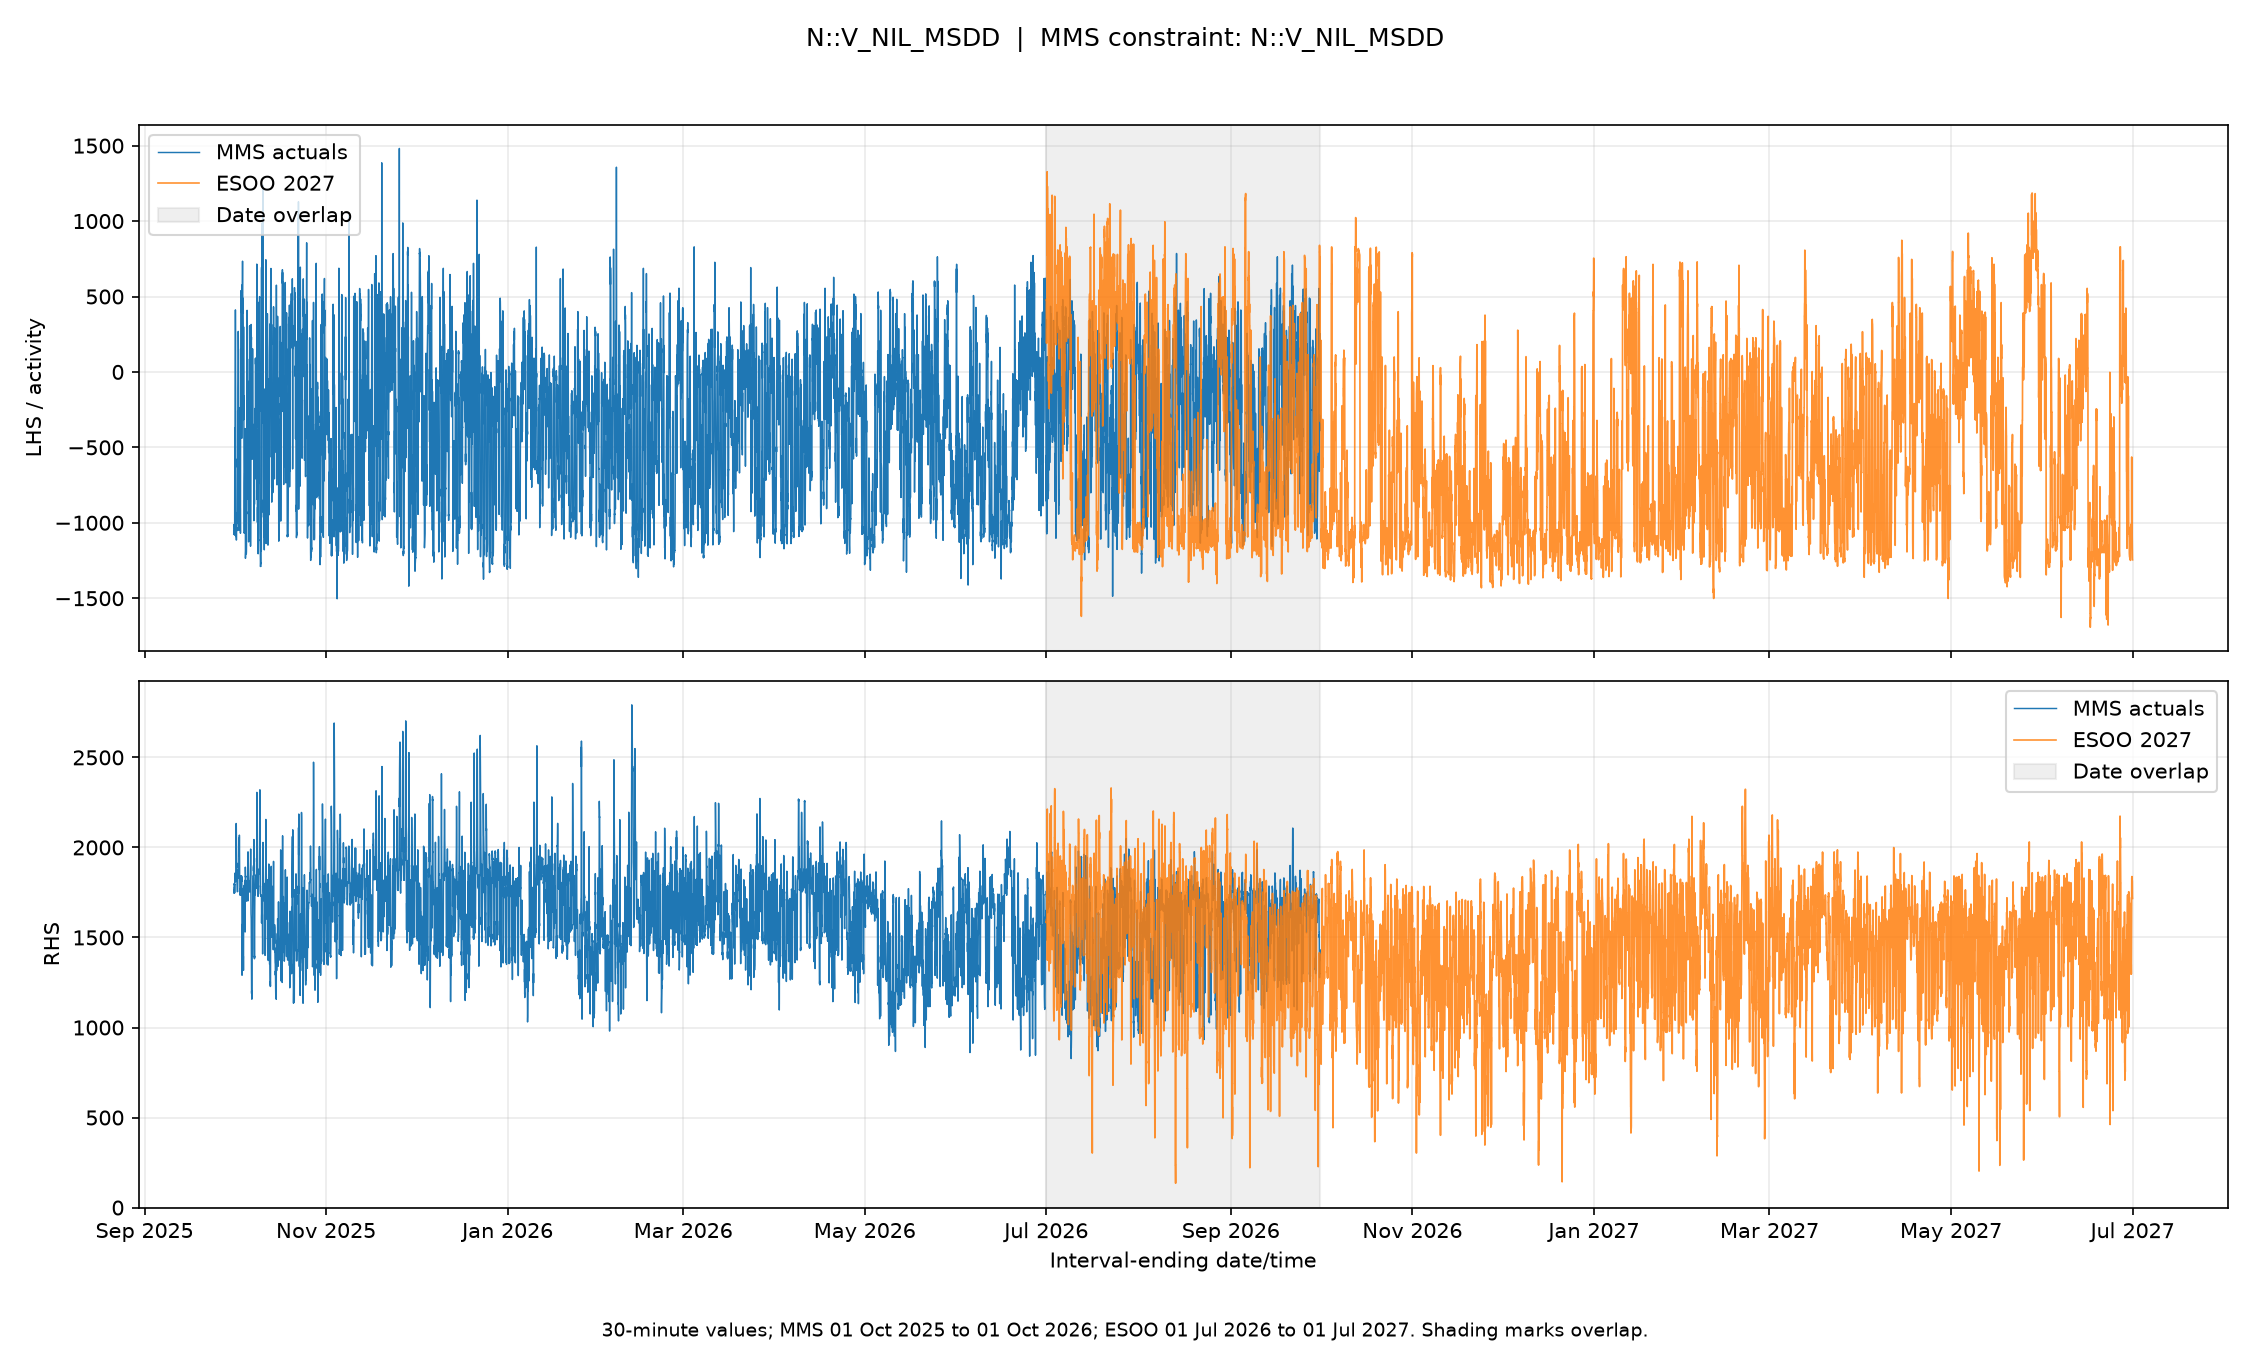 N::V_NIL_MSDD | MMS constraint: N::V_NIL_MSDD
1500
1000
500
0
−500
−1000
−1500
LHS / activity
MMS actuals
ESOO 2027
Date overlap
2500
2000
1500
1000
500
0
RHS
MMS actuals
ESOO 2027
Date overlap
Sep 2025 Nov 2025 Jan 2026 Mar 2026 May 2026 Jul 2026 Sep 2026 Nov 2026 Jan 2027 Mar 2027 May 2027 Jul 2027
Interval-ending date/time
30-minute values; MMS 01 Oct 2025 to 01 Oct 2026; ESOO 01 Jul 2026 to 01 Jul 2027. Shading marks overlap.